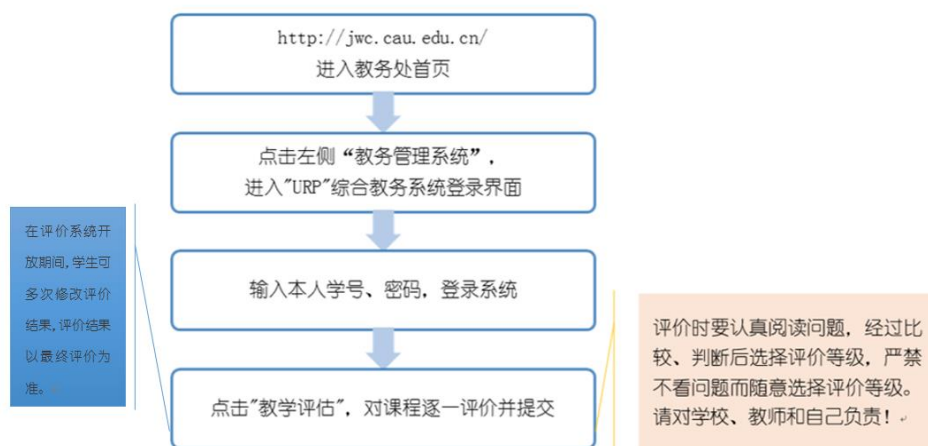 http://jwc.cau.edu.cn/
进入教务处首页
点击左侧“教务管理系统”,
进入"URP"综合教务系统登录界面
输入本人学号、密码, 登录系统
点击"教学评估", 对课程逐一评价并提交
在评价系统开
放期间, 学生可
多次修改评价
结果, 评价结果
以最终评价为
准。
评价时要认真阅读问题, 经过比
较、判断后选择评价等级, 严禁
不看问题而随意选择评价等级。
请对学校、教师和自己负责!